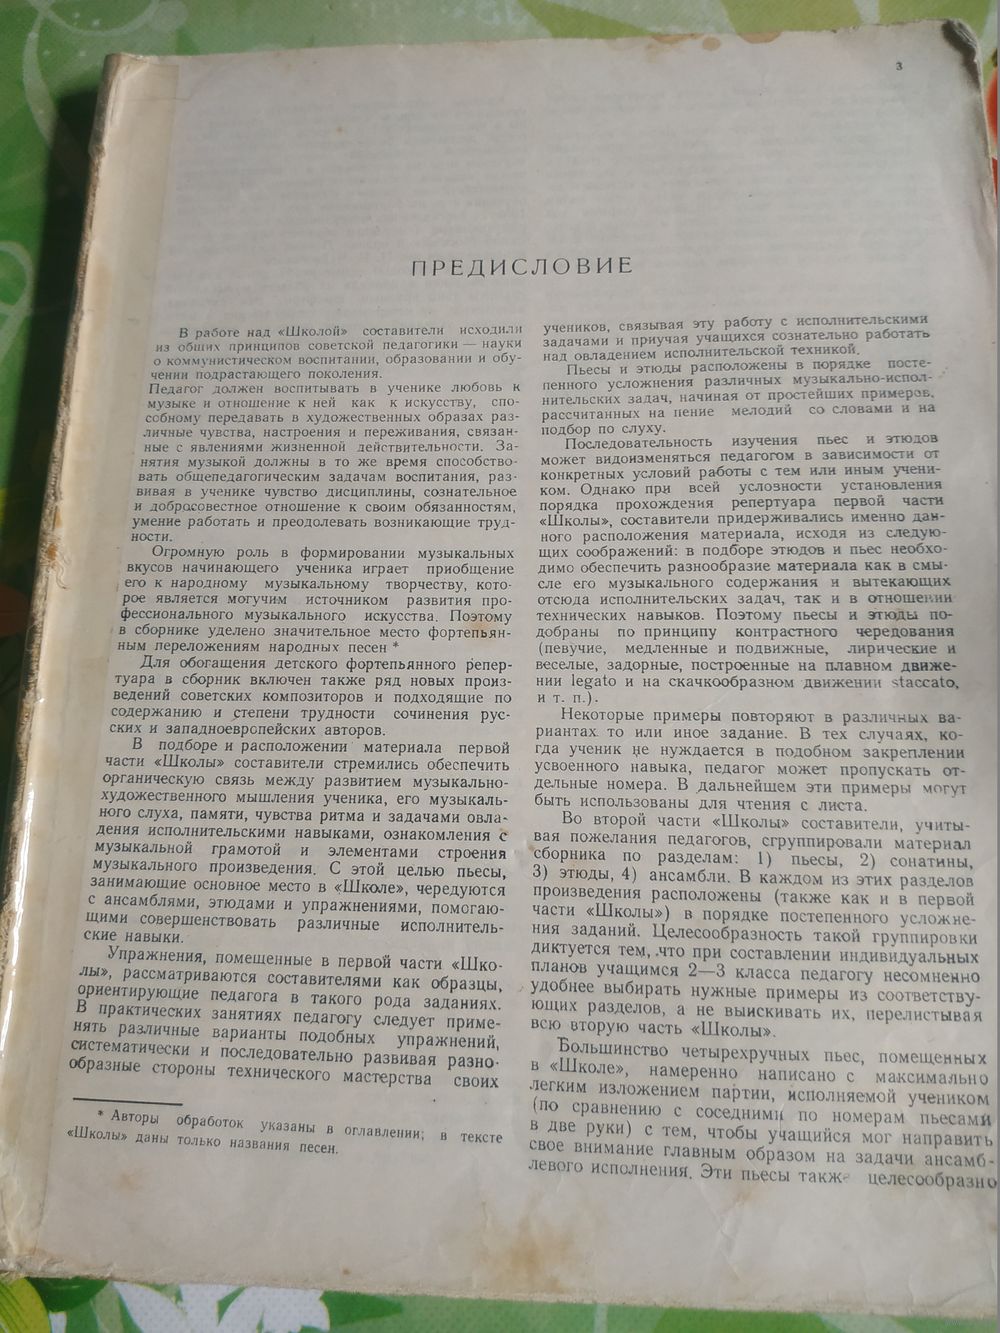 3
ПРЕДИСЛОВИЕ
В работе над «Школой» составители исходили
из общих принципов советской педагогики — науки
о коммунистическом воспитании, образовании и обу-
чении подрастающего поколения.
Педагог должен воспитывать в ученике любовь к
музыке и отношение к ней как к искусству, спо-
собному передавать в художественных образах раз-
личные чувства, настроения и переживания, связан-
ные с явлениями жизненной действительности. За-
нятия музыкой должны в то же время способство-
вать общепедагогическим задачам воспитания, раз-
вивая в ученике чувство дисциплины, сознательное
и добросовестное отношение к своим обязанностям,
умение работать и преодолевать возникающие труд-
ности.
Огромную роль в формировании музыкальных
вкусов начинающего ученика играет приобщение
его к народному музыкальному творчеству, кото-
рое является могучим источником развития про-
фессионального музыкального искусства. Поэтому
в сборнике уделено значительное место фортепьян-
ным переложениям народных песен *
Для обогащения детского фортепьянного репер-
туара в сборник включен также ряд новых произ-
ведений советских композиторов и подходящие по
содержанию и степени трудности сочинения рус-
ских и западноевропейских авторов.
В подборе и расположении материала первой
части «Школы» составители стремились обеспечить
органическую связь между развитием музыкально-
художественного мышления ученика, его музыкаль-
ного слуха, памяти, чувства ритма и задачами овла-
дения исполнительскими навыками, ознакомления с
музыкальной грамотой и элементами строения
музыкального произведения. С этой целью пьесы,
занимающие основное место в «Школе», чередуются
с ансамблями, этюдами и упражнениями, помогаю-
щими совершенствовать различные исполнитель-
ские навыки.
Упражнения, помещенные в первой части «Шко-
лы», рассматриваются составителями как образцы,
ориентирующие педагога в такого рода заданиях.
В практических занятиях педагогу следует приме-
нять различные варианты подобных упражнений,
систематически и последовательно развивая разно-
образные стороны технического мастерства своих
* Авторы обработок указаны в оглавлении; в тексте
«Школы» даны только названия песен.
учеников, связывая эту работу с исполнительскими
задачами и приучая учащихся сознательно работать
над овладением исполнительской техникой.
Пьесы и этюды расположены в порядке посте-
пенного усложнения различных музыкально-испол-
нительских задач, начиная от простейших примеров,
рассчитанных на пение мелодий со словами и на
подбор по слуху.
Последовательность изучения пьес и этюдов
может видоизменяться педагогом в зависимости от
конкретных условий работы с тем или иным учени-
ком. Однако при всей услозности установления
порядка прохождения репертуара первой части
«Школы», составители придерживались именно дан-
ного расположения материала, исходя из следую-
щих соображений: в подборе этюдов и пьес необхо-
димо обеспечить разнообразие материала как в смы-
сле его музыкального содержания и вытекающих
отсюда исполнительских задач, так и в отношении
технических навыков. Поэтому пьесы и этюды по-
добраны по принципу контрастного чередования
(певучие, медленные и подвижные, лирические и
веселые, задорные, построенные на плавном движе-
нии legato и на скачкообразном движении staccato,
и т. п.).
Некоторые примеры повторяют в различных ва-
риантах то или иное задание. В тех случаях, ко-
гда ученик не нуждается в подобном закреплении
усвоенного навыка, педагог может пропускать от-
дельные номера. В дальнейшем эти примеры могут
быть использованы для чтения с листа.
Во второй части «Школы» составители, учиты-
вая пожелания педагогов, сгруппировали материал
сборника по разделам: 1) пьесы, 2) сонатины,
3) этюды, 4) ансамбли. В каждом из этих разделов
произведения расположены (также как и в первой
части «Школы») в порядке постепенного усложне-
ния заданий. Целесообразность такой группировки
диктуется тем, что при составлении индивидуальных
планов учащимся 2—3 класса педагогу несомненно
удобнее выбирать нужные примеры из соответству-
ющих разделов, а не выискивать их, перелистывая
всю вторую часть «Школы».
Большинство четырехручных пьес, помещенных
в «Школе», намеренно написано с максимально
легким изложением партии, исполняемой учеником
(по сравнению с соседними по номерам пьесами
в две руки) с тем, чтобы учащийся мог направить
свое внимание главным образом на задачи ансамб-
левого исполнения. Эти пьесы такж целесообразно